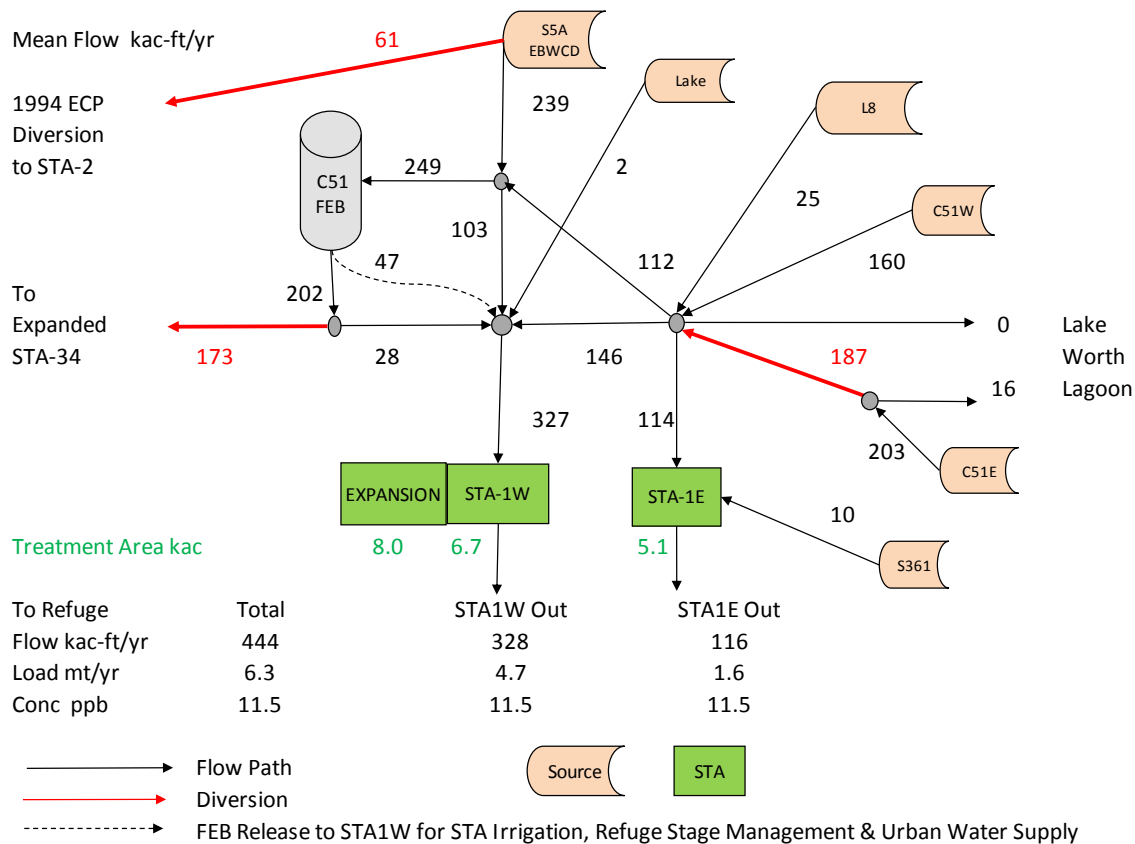 Mean Flow kac-ft/yr
61
S5A
EBWCD
Lake
L8
1994 ECP
Diversion
to STA-2
239
2
25
C51
FEB
249
C51W
103
47
112
160
To
Expanded
STA-34
202
173
28
146
187
0
16
Lake
Worth
Lagoon
327
114
203
C51E
EXPANSION
STA-1W
STA-1E
10
S361
Treatment Area kac
8.0
6.7
5.1
To Refuge Total STA1W Out STA1E Out
Flow kac-ft/yr 444 328 116
Load mt/yr 6.3 4.7 1.6
Conc ppb 11.5 11.5 11.5
Flow Path
Source
STA
Diversion
FEB Release to STA1W for STA Irrigation, Refuge Stage Management & Urban Water Supply